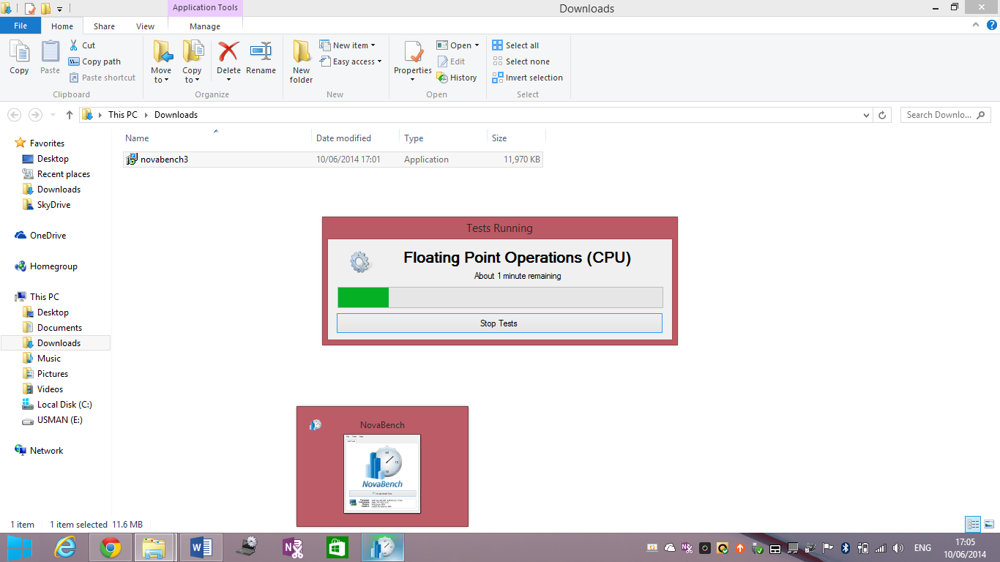 Application Tools
Downloads
File Home Share View Manage
Copy
Paste
Cut
Copy path
Paste shortcut
Clipboard
Move to
Copy to
Delete
Rename
Organize
New folder
New item
Easy access
New
Properties
Open
Edit
History
Open
Select all
Select none
Invert selection
Select
This PC Downloads
Search Downlo...
Name Date modified Type Size
novabench3 10/06/2014 17:01 Application 11,970 KB
Favorites
Desktop
Recent places
Downloads
SkyDrive
OneDrive
Homegroup
This PC
Desktop
Documents
Downloads
Music
Pictures
Videos
Local Disk (C:)
USMAN (E:)
Network
Tests Running
Floating Point Operations (CPU)
About 1 minute remaining
Stop Tests
NovaBench
NovaBench
1 item 1 item selected 11.6 MB
ENG
17:05
10/06/2014